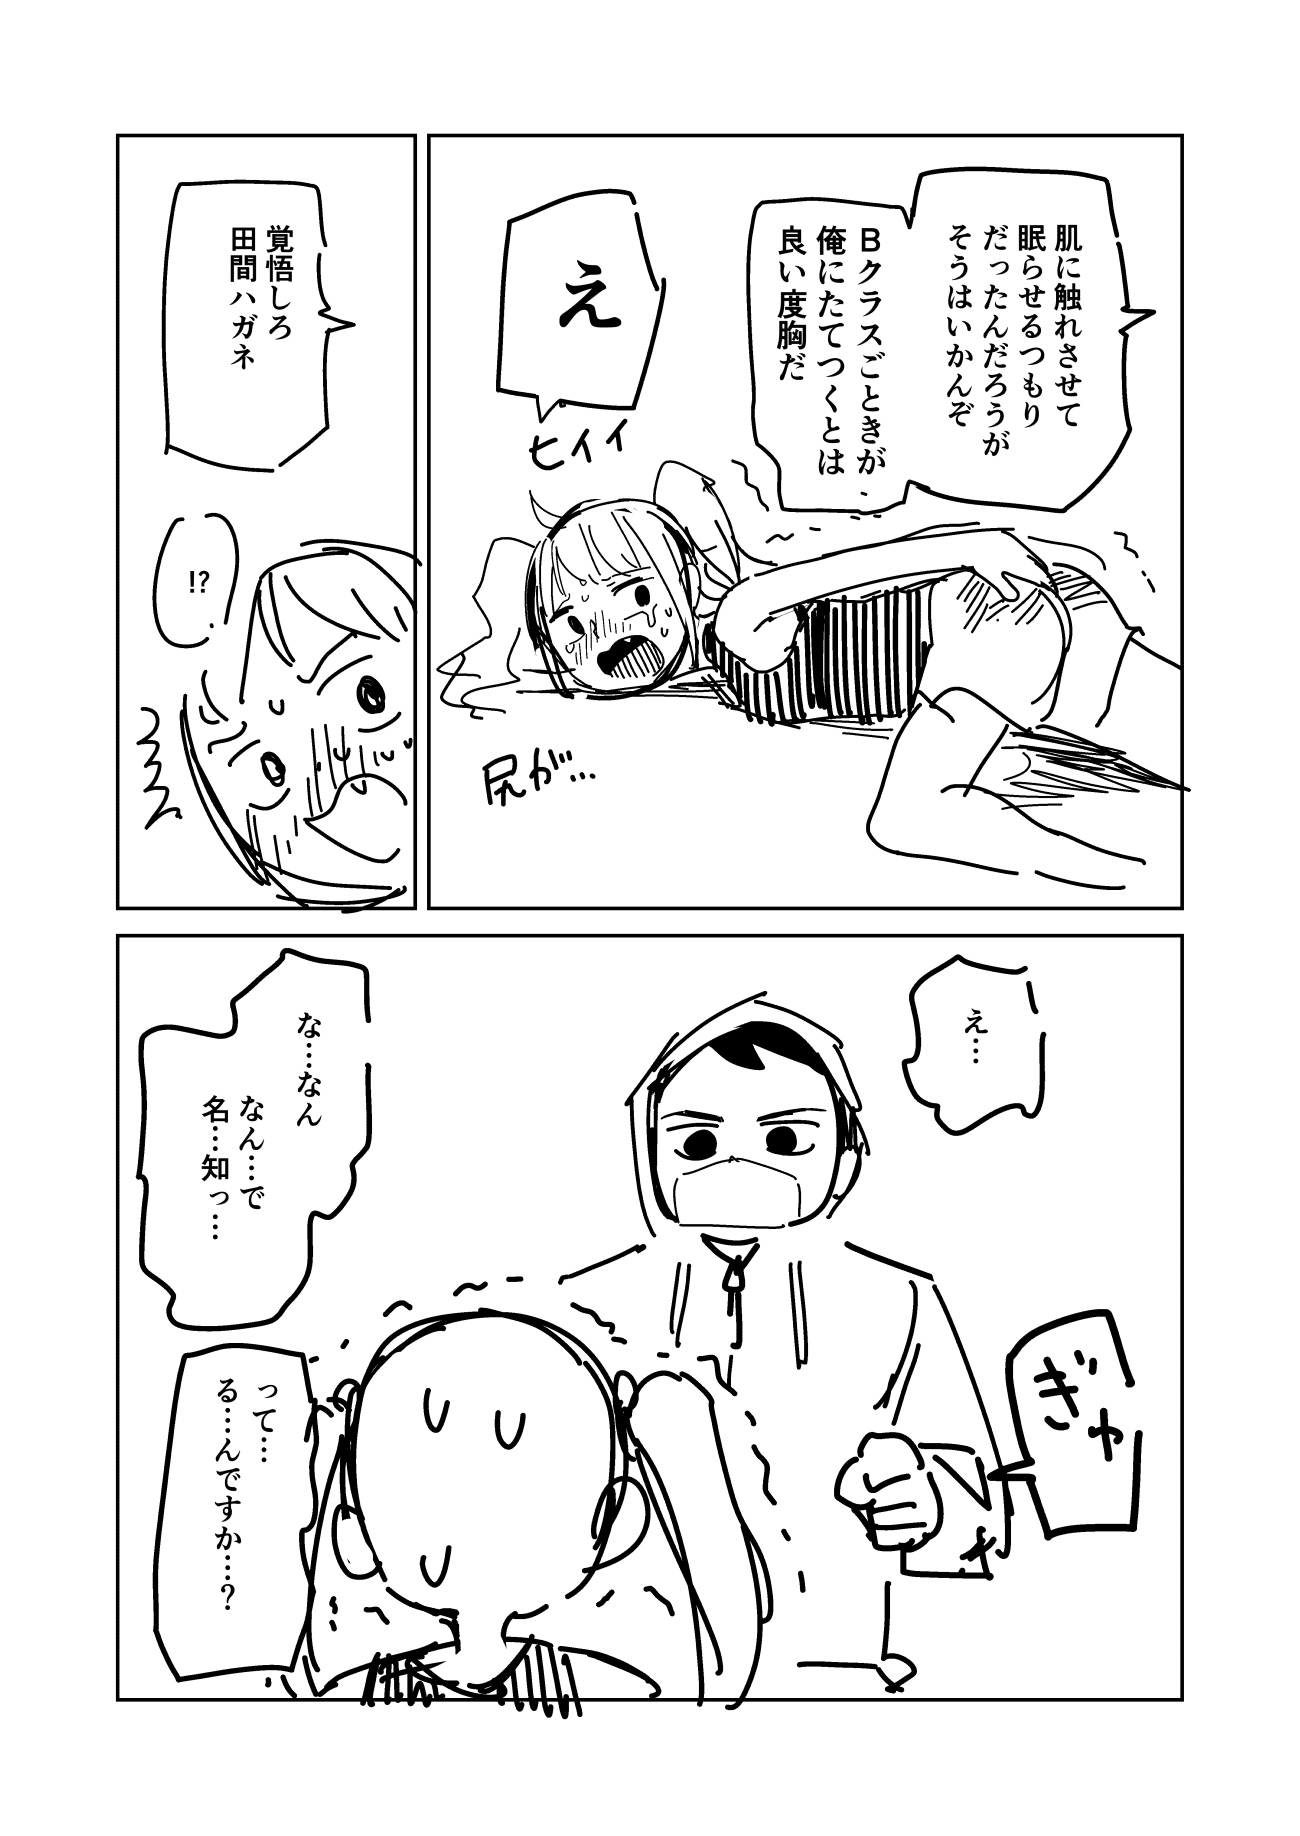 肌に触れさせて
眠らせるつもり
だったんだろうが
そうはいかんぞ
Bクラスごときが
俺にたてつくとは
良い度胸だ
え
ヒイイ
尻が…
覚悟しろ
田間ハガネ
!?
え…
ぎゃ
な…なん
なん…で
名…知っ…
って…
る…んですか…?